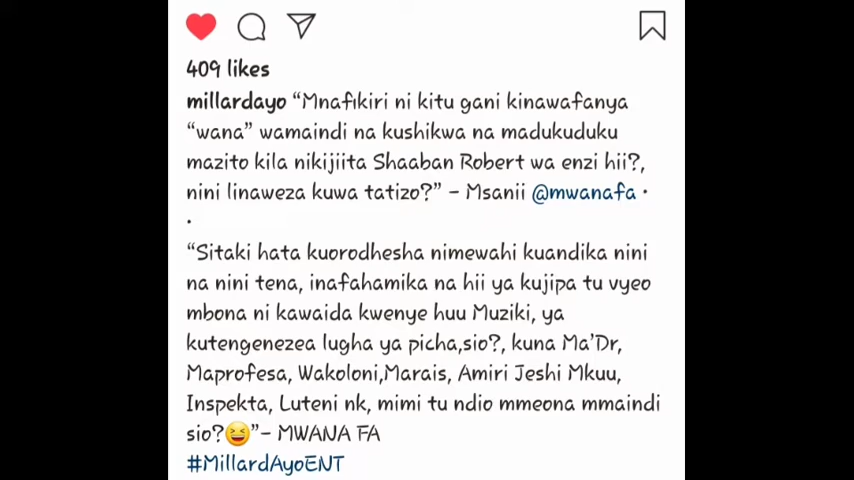 409 likes
millardayo “Mnafikiri ni kitu gani kinawafanya
“wana” wamaindi na kushikwa na madukuduku
mazito kila nikijiita Shaaban Robert wa enzi hii?,
nini linaweza kuwa tatizo?” – Msanii @mwanafa •
•
“Sitaki hata kuorodhesha nimewahi kuandika nini
na nini tena, inafahamika na hii ya kujipa tu vyeo
mbona ni kawaida kwenye huu Muziki, ya
kutengenezea lugha ya picha,sio?, kuna Ma'Dr,
Maprofesa, Wakoloni,Marais, Amiri Jeshi Mkuu,
Inspekta, Luteni nk, mimi tu ndio mmeona mmaindi
sio?😆”– MWANA FA
#MillardAyoENT